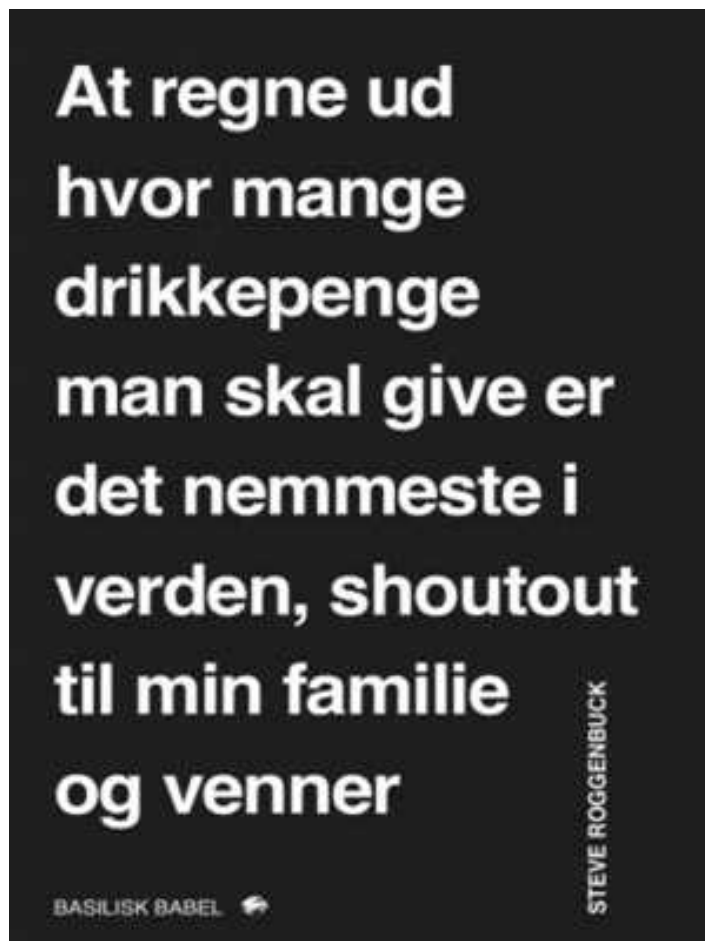 At regne ud
hvor mange
drikkepenge
man skal give er
det nemmeste i
verden, shoutout
til min familie
og venner
STEVE ROGGENBUCK
BASILISK BABEL